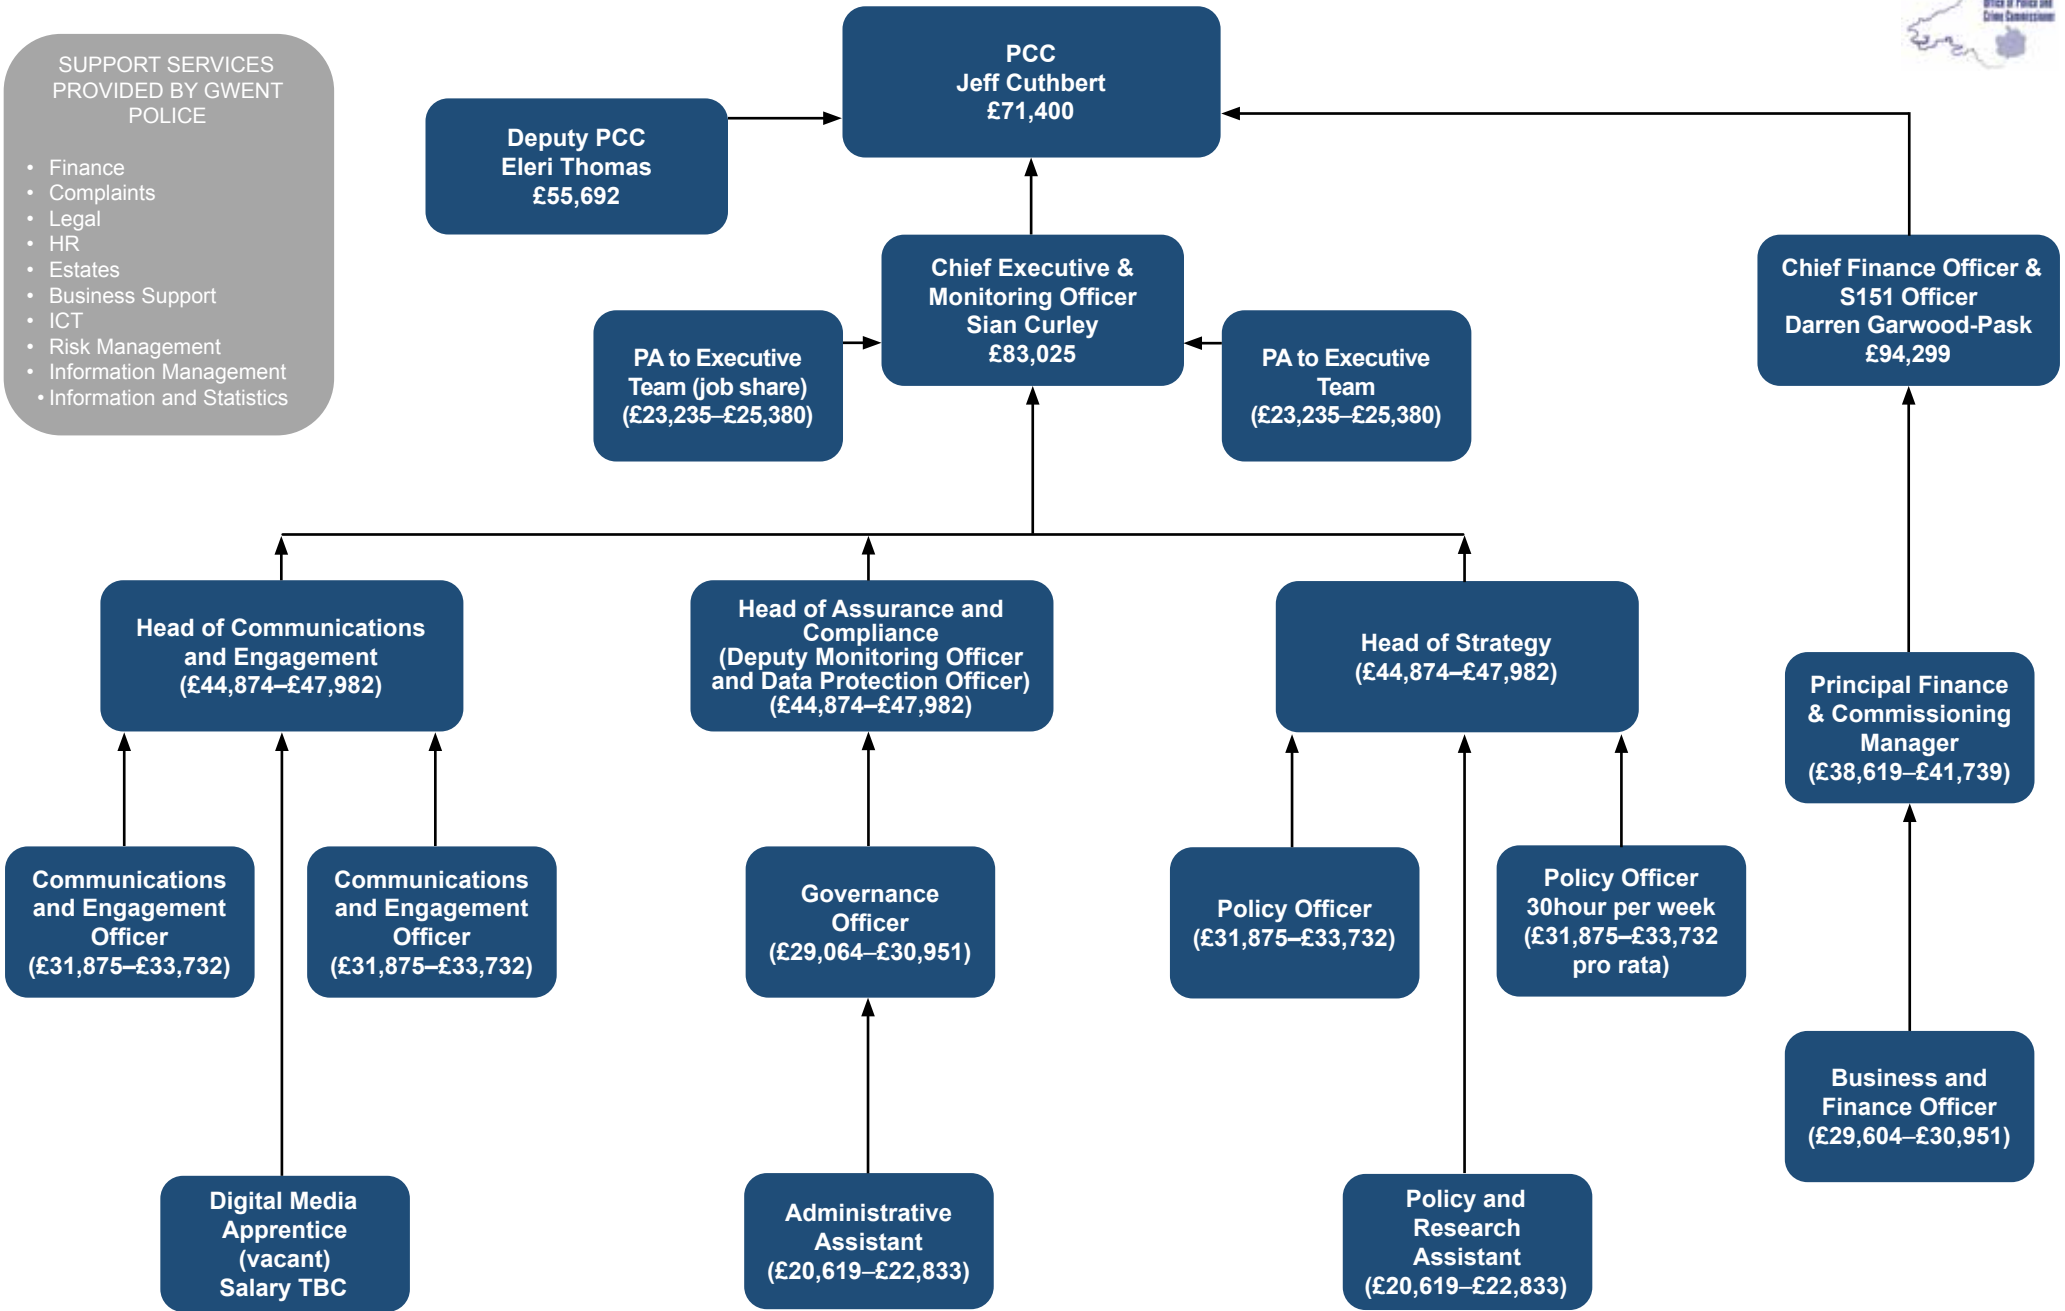 Office of Police and
Crime Commissioner
SUPPORT SERVICES
PROVIDED BY GWENT
POLICE
• Finance
• Complaints
• Legal
• HR
• Estates
• Business Support
• ICT
• Risk Management
• Information Management
• Information and Statistics
PCC
Jeff Cuthbert
£71,400
Deputy PCC
Eleri Thomas
£55,692
Chief Executive &
Monitoring Officer
Sian Curley
£83,025
Chief Finance Officer &
S151 Officer
Darren Garwood-Pask
£94,299
PA to Executive
Team (job share)
(£23,235–£25,380)
PA to Executive
Team
(£23,235–£25,380)
Head of Communications
and Engagement
(£44,874–£47,982)
Head of Assurance and
Compliance
(Deputy Monitoring Officer
and Data Protection Officer)
(£44,874–£47,982)
Head of Strategy
(£44,874–£47,982)
Principal Finance
& Commissioning
Manager
(£38,619–£41,739)
Communications
and Engagement
Officer
(£31,875–£33,732)
Communications
and Engagement
Officer
(£31,875–£33,732)
Governance
Officer
(£29,064–£30,951)
Policy Officer
(£31,875–£33,732)
Policy Officer
30hour per week
(£31,875–£33,732
pro rata)
Business and
Finance Officer
(£29,604–£30,951)
Digital Media
Apprentice
(vacant)
Salary TBC
Administrative
Assistant
(£20,619–£22,833)
Policy and
Research
Assistant
(£20,619–£22,833)